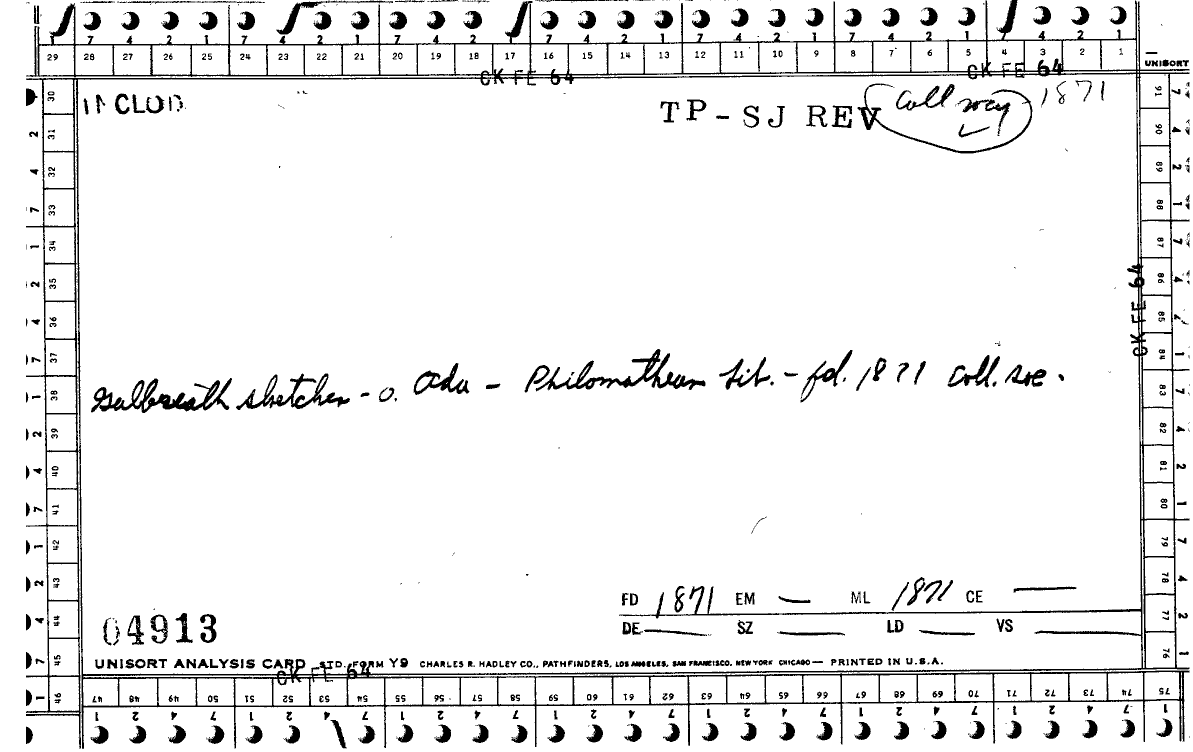 7 4 2 1 7 4 2 1 7 4 2 1 7 4 2 1 7 4 2 1 7 4 2 1 7 4 2 1
29 28 27 26 25 24 23 22 21 20 19 18 17 16 15 14 13 12 11 10 9 8 7 6 5 4 3 2 1
UNISORT
CK FE 64
CK FE 64
INCLOD.
TP-SJ REV
Coll 1871
30 31 32 33 34 35 36 37 38 39 40 41 42 43 44 45 46
91 90 89 88 87 86 85 84 83 82 81 80 79 78 77 76
CK FE 64
Galbreath sketches - o. Ada - Philomathean Lit. - fd. 1871 coll. soc.
FD 1871 EM — ML 1871 CE —
DE SZ LD VS
04913
UNISORT ANALYSIS CARD STD. FORM Y9 CHARLES R. HADLEY CO., PATHFINDERS, LOS ANGELES, SAN FRANCISCO, NEW YORK CHICAGO — PRINTED IN U.S.A.
CK FE 64
47 48 49 50 51 52 53 54 55 56 57 58 59 60 61 62 63 64 65 66 67 68 69 70 71 72 73 74 75